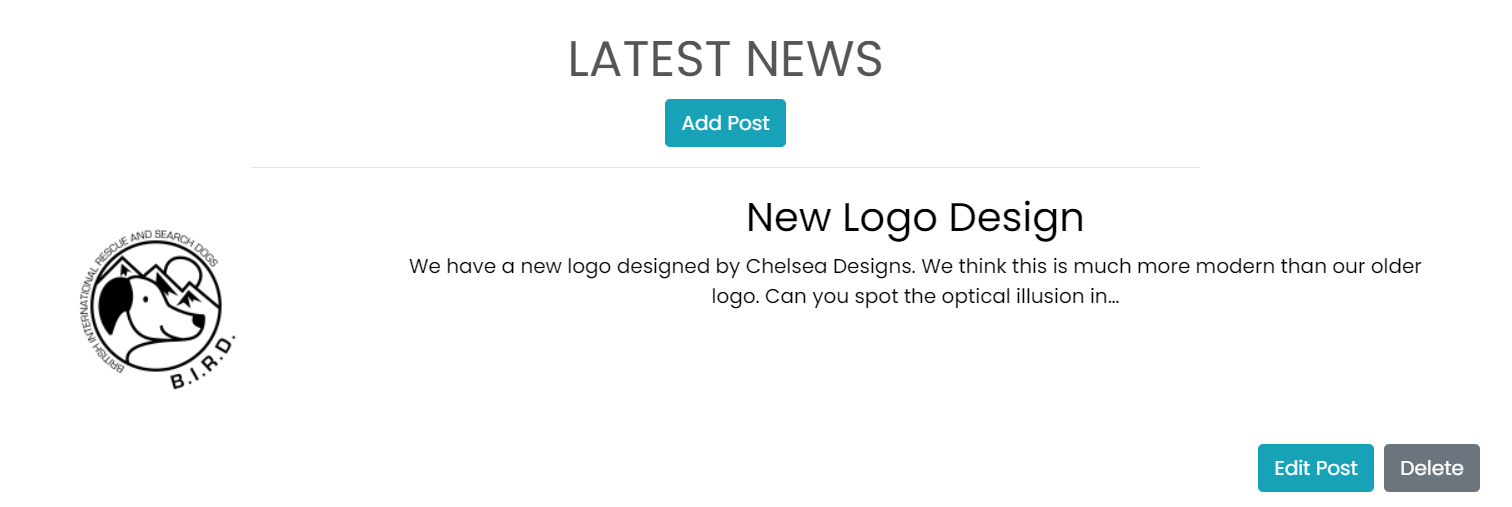 LATEST NEWS
Add Post
New Logo Design
We have a new logo designed by Chelsea Designs. We think this is much more modern than our older
logo. Can you spot the optical illusion in...
BRITISH INTERNATIONAL RESCUE AND SEARCH DOGS
B.I.R.D.
Edit Post
Delete